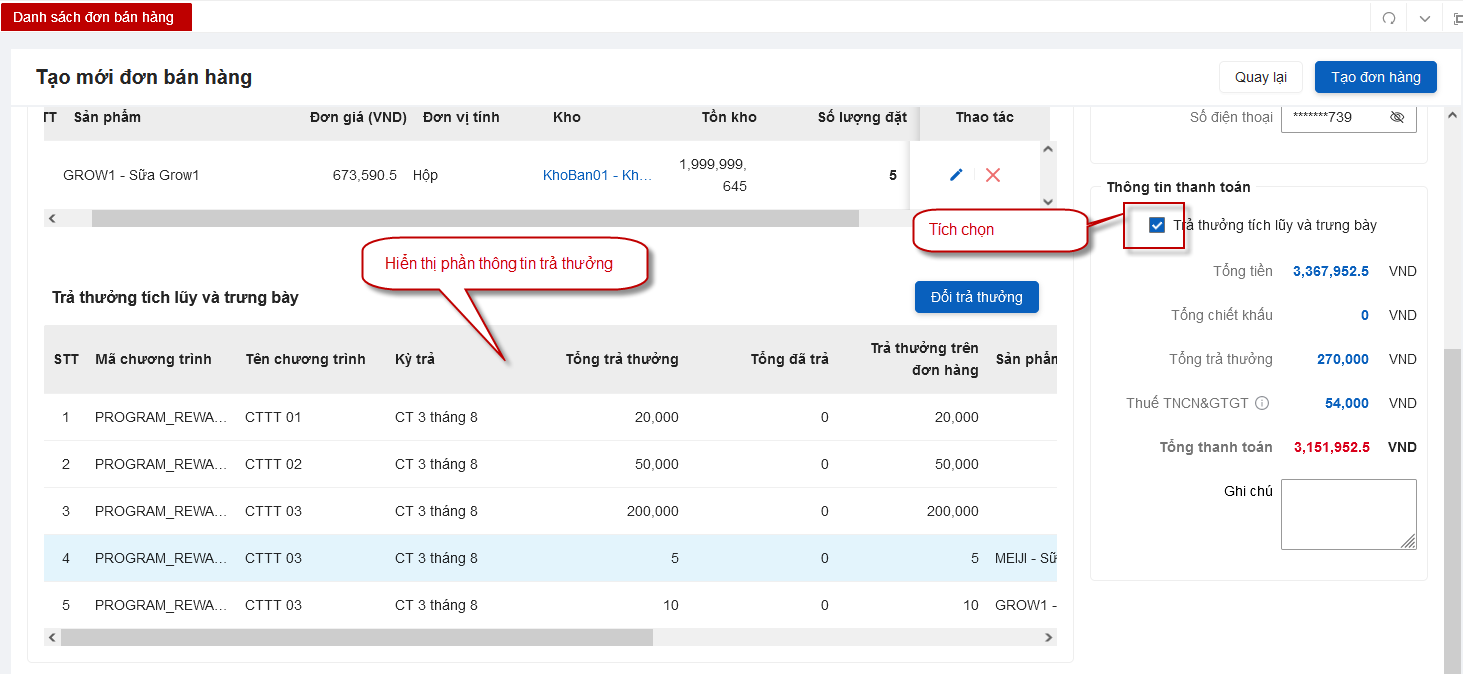 Danh sách đơn bán hàng
Tạo mới đơn bán hàng
Quay lại
Tạo đơn hàng
TT Sản phẩm Đơn giá (VND) Đơn vị tính Kho Tồn kho Số lượng đặt Thao tác
GROW1 - Sữa Grow1 673,590.5 Hộp KhoBan01 - Kh... 1,999,999,
645
5
Số điện thoại *******739
Thông tin thanh toán
Tích chọn
Trả thưởng tích lũy và trưng bày
Hiển thị phần thông tin trả thưởng
Tổng tiền 3,367,952.5 VND
Tổng chiết khấu 0 VND
Tổng trả thưởng 270,000 VND
Thuế TNCN&GTGT 54,000 VND
Tổng thanh toán 3,151,952.5 VND
Ghi chú
Trả thưởng tích lũy và trưng bày
Đổi trả thưởng
STT Mã chương trình Tên chương trình Kỳ trả Tổng trả thưởng Tổng đã trả Trả thưởng trên
đơn hàng
Sản phẩm
1 PROGRAM_REWA... CTTT 01 CT 3 tháng 8 20,000 0 20,000
2 PROGRAM_REWA... CTTT 02 CT 3 tháng 8 50,000 0 50,000
3 PROGRAM_REWA... CTTT 03 CT 3 tháng 8 200,000 0 200,000
4 PROGRAM_REWA... CTTT 03 CT 3 tháng 8 5 0 5 MEIJI - Sữ
5 PROGRAM_REWA... CTTT 03 CT 3 tháng 8 10 0 10 GROW1 -